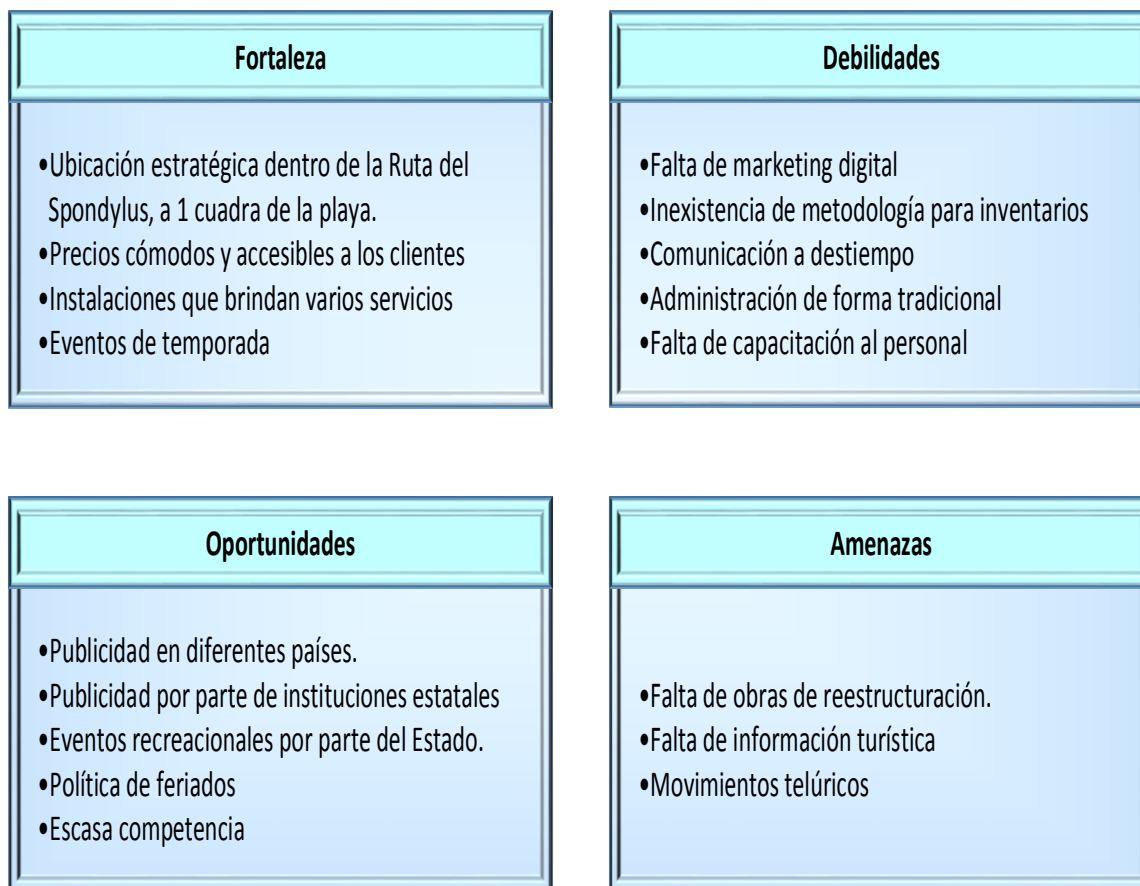 Fortaleza
•Ubicación estratégica dentro de la Ruta del
Spondylus, a 1 cuadra de la playa.
•Precios cómodos y accesibles a los clientes
•Instalaciones que brindan varios servicios
•Eventos de temporada
Debilidades
•Falta de marketing digital
•Inexistencia de metodología para inventarios
•Comunicación a destiempo
•Administración de forma tradicional
•Falta de capacitación al personal
Oportunidades
•Publicidad en diferentes países.
•Publicidad por parte de instituciones estatales
•Eventos recreacionales por parte del Estado.
•Política de feriados
•Escasa competencia
Amenazas
•Falta de obras de reestructuración.
•Falta de información turística
•Movimientos telúricos